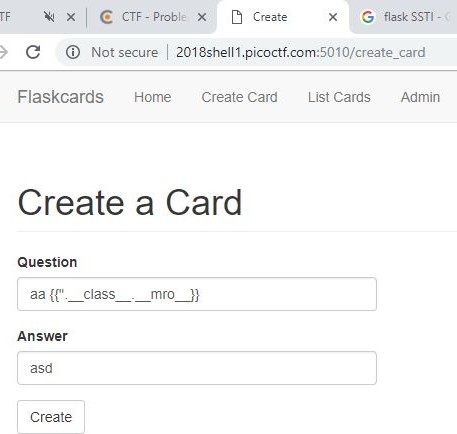 TF CTF - Proble Create flask SSTI - G
Not secure 2018shell1.picoctf.com:5010/create_card
Flaskcards Home Create Card List Cards Admin
Create a Card
Question
aa {{''.__class__.__mro__}}
Answer
asd
Create